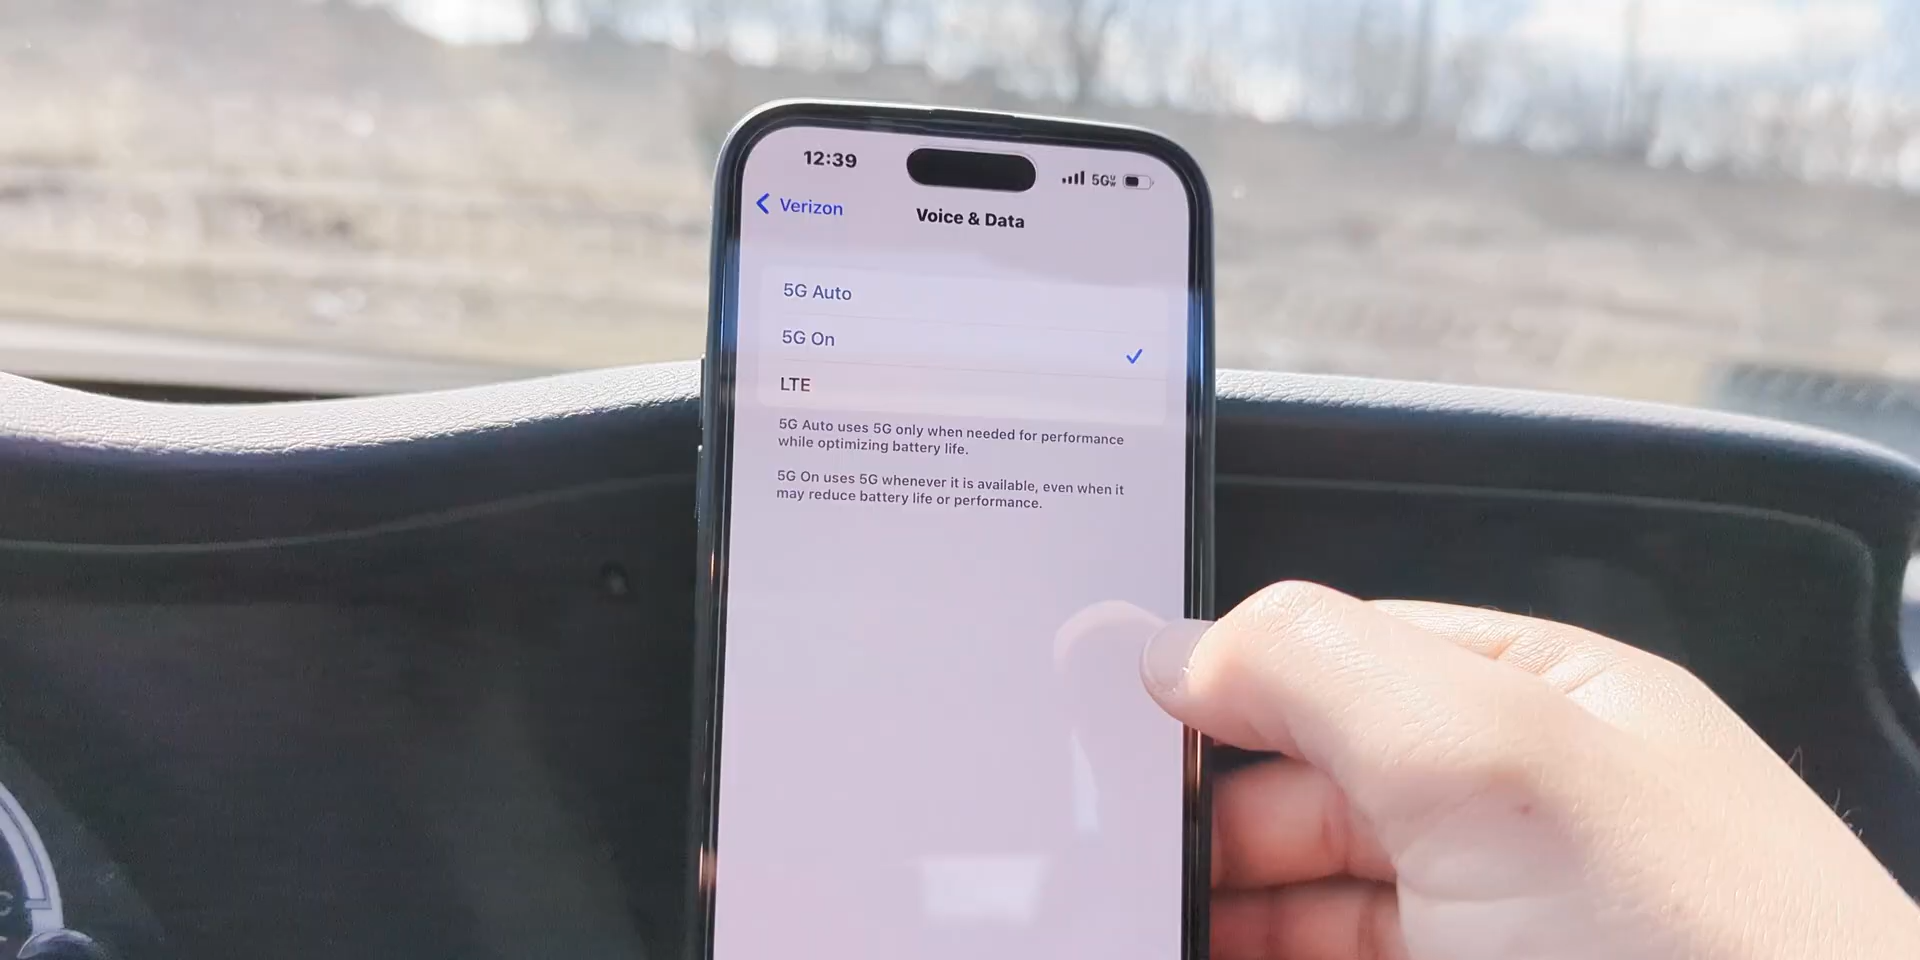 12:39
5G UW
Verizon
Voice & Data
5G Auto
5G On
LTE
5G Auto uses 5G only when needed for performance
while optimizing battery life.
5G On uses 5G whenever it is available, even when it
may reduce battery life or performance.
C